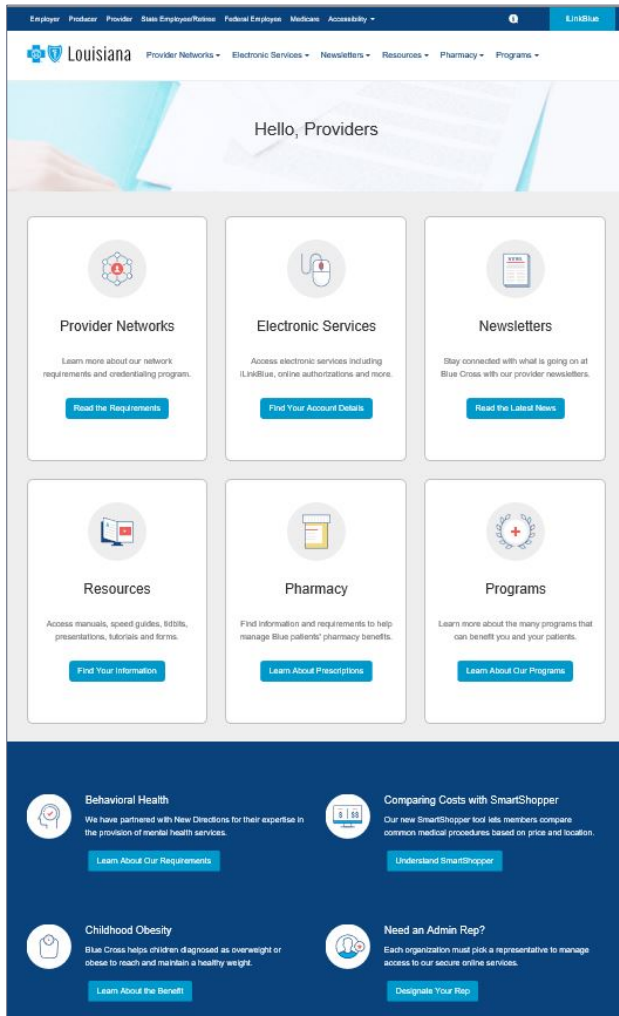 Employer Producer Provider State Employee/Retiree Federal Employee Medicare Accessibility iLinkBlue
Louisiana Provider Networks Electronic Services Newsletters Resources Pharmacy Programs
Hello, Providers
NEWS
Provider Networks
Learn more about our network
requirements and credentialing program.
Read the Requirements
Electronic Services
Access electronic services including
iLinkBlue, online authorizations and more.
Find Your Account Details
Newsletters
Stay connected with what is going on at
Blue Cross with our provider newsletters.
Read the Latest News
Resources
Access manuals, speed guides, tidbits,
presentations, tutorials and forms.
Find Your Information
Pharmacy
Find information and requirements to help
manage Blue patients' pharmacy benefits.
Learn About Prescriptions
Programs
Learn more about the many programs that
can benefit you and your patients.
Learn About Our Programs
Behavioral Health
We have partnered with New Directions for their expertise in
the provision of mental health services.
Learn About Our Requirements
$ $$
Comparing Costs with SmartShopper
Our new SmartShopper tool lets members compare
common medical procedures based on price and location.
Understand SmartShopper
Childhood Obesity
Blue Cross helps children diagnosed as overweight or
obese to reach and maintain a healthy weight.
Learn About the Benefit
Need an Admin Rep?
Each organization must pick a representative to manage
access to our secure online services.
Designate Your Rep